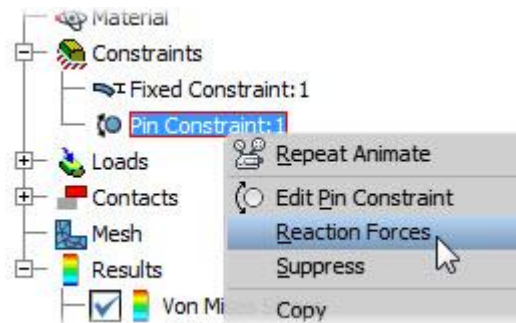 Material
Constraints
Fixed Constraint:1
Pin Constraint:1
Loads
Repeat Animate
Contacts
Edit Pin Constraint
Mesh
Reaction Forces
Results
Suppress
Von Mi
Copy